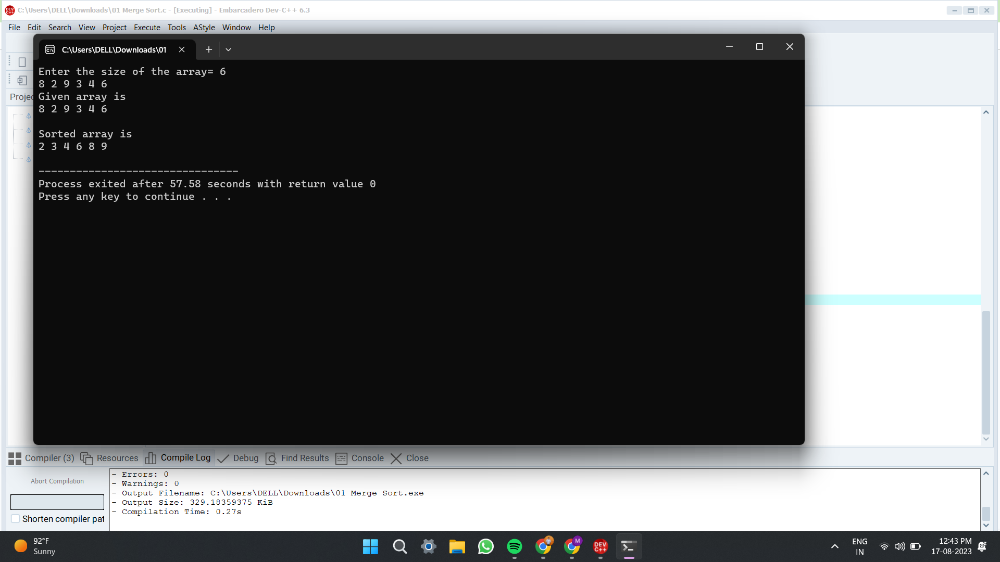 C:\Users\DELL\Downloads\01 Merge Sort.c - [Executing] - Embarcadero Dev-C++ 6.3
File Edit Search View Project Execute Tools AStyle Window Help
C:\Users\DELL\Downloads\01
Enter the size of the array= 6
8 2 9 3 4 6
Given array is
8 2 9 3 4 6
Sorted array is
2 3 4 6 8 9
--------------------------------
Process exited after 57.58 seconds with return value 0
Press any key to continue . . .
Projec
Compiler (3) Resources Compile Log Debug Find Results Console Close
Abort Compilation
Shorten compiler pat
- Errors: 0
- Warnings: 0
- Output Filename: C:\Users\DELL\Downloads\01 Merge Sort.exe
- Output Size: 329.18359375 KiB
- Compilation Time: 0.27s
92°F
Sunny
M
DEV
C++
ENG
IN
12:43 PM
17-08-2023